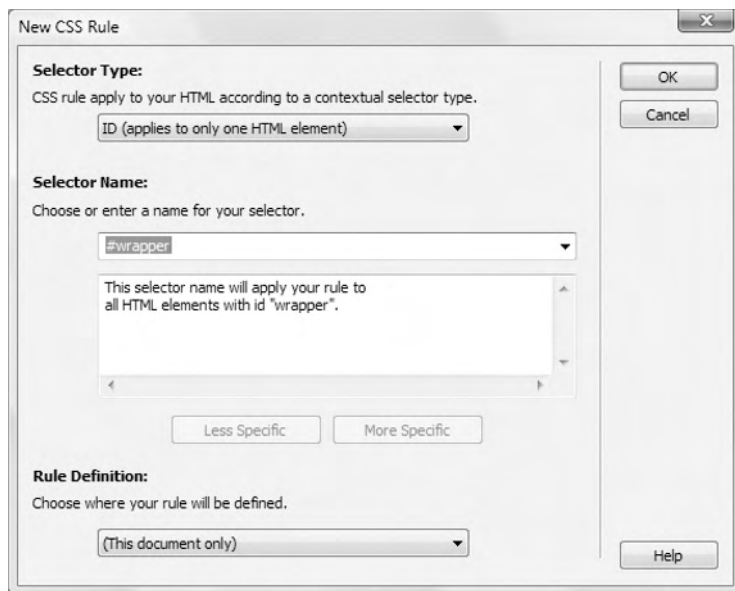 New CSS Rule
x
Selector Type:
CSS rule apply to your HTML according to a contextual selector type.
ID (applies to only one HTML element)
OK
Cancel
Selector Name:
Choose or enter a name for your selector.
#wrapper
This selector name will apply your rule to
all HTML elements with id "wrapper".
Less Specific
More Specific
Rule Definition:
Choose where your rule will be defined.
(This document only)
Help